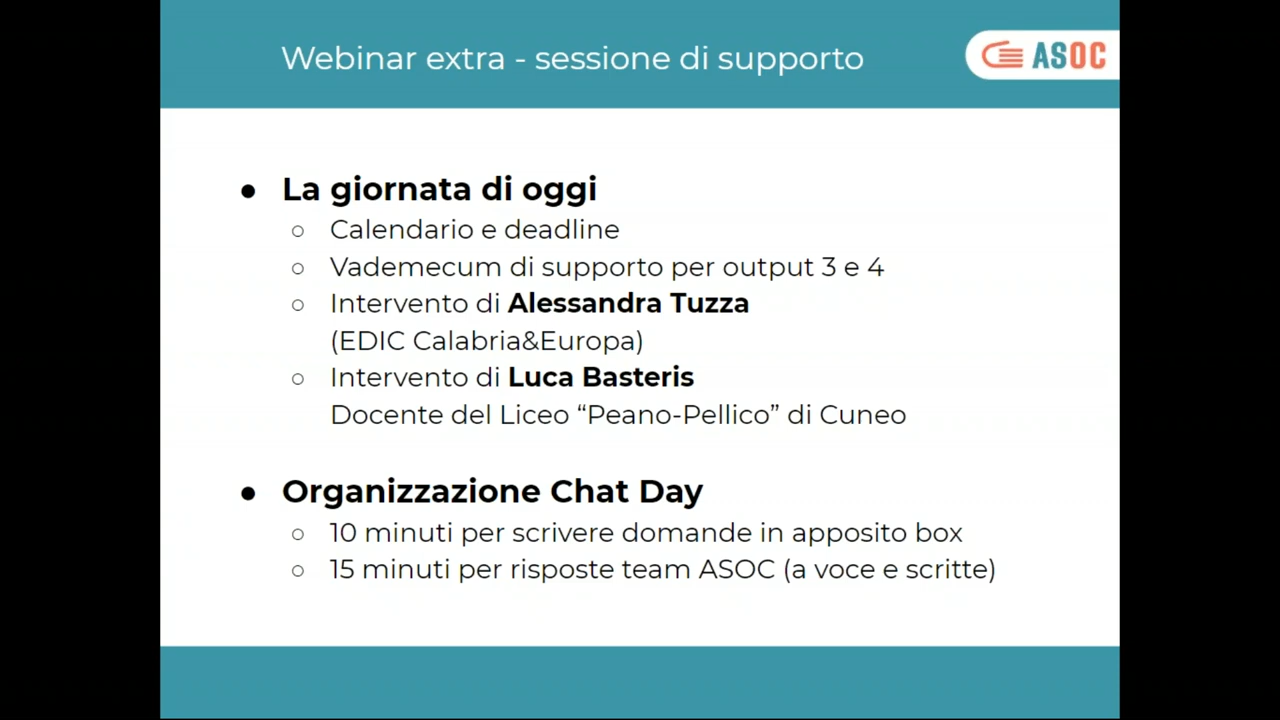 Webinar extra - sessione di supporto
ASOC
● La giornata di oggi
○ Calendario e deadline
○ Vademecum di supporto per output 3 e 4
○ Intervento di Alessandra Tuzza
(EDIC Calabria&Europa)
○ Intervento di Luca Basteris
Docente del Liceo “Peano-Pellico” di Cuneo
● Organizzazione Chat Day
○ 10 minuti per scrivere domande in apposito box
○ 15 minuti per risposte team ASOC (a voce e scritte)